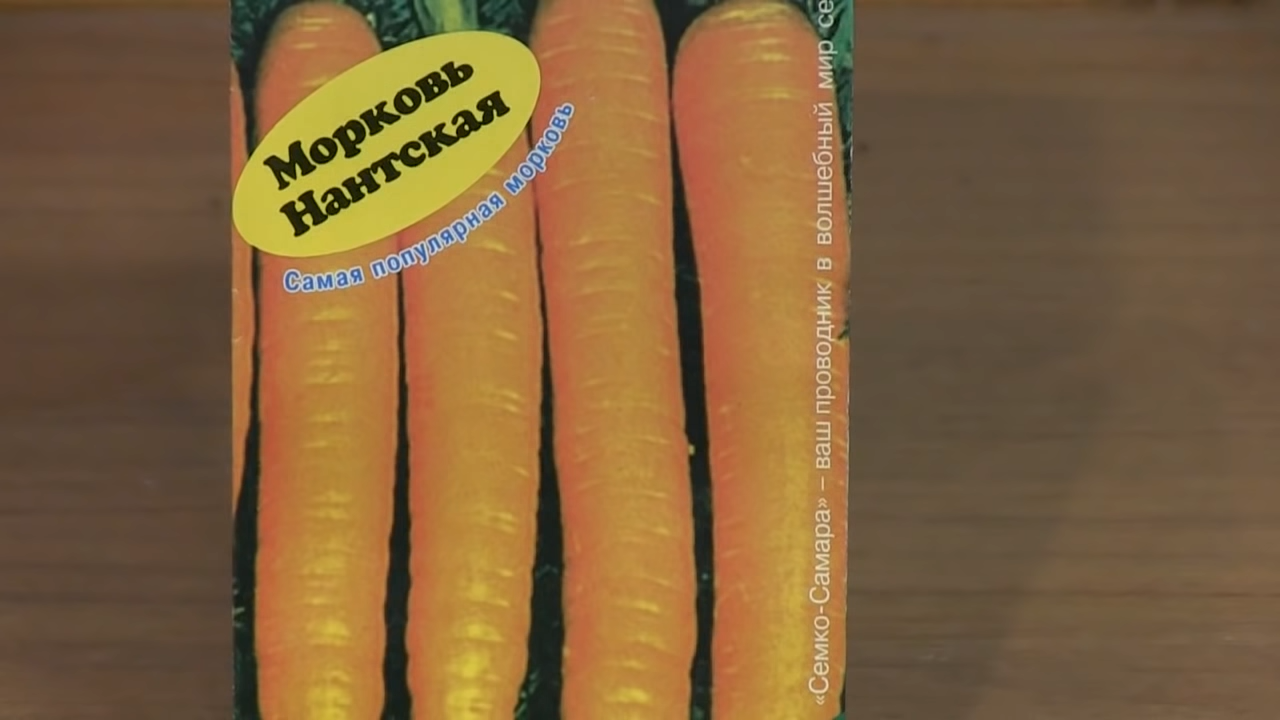 Морковь
Нантская
Самая популярная морковь
«Семко-Самара» – ваш проводник в волшебный мир